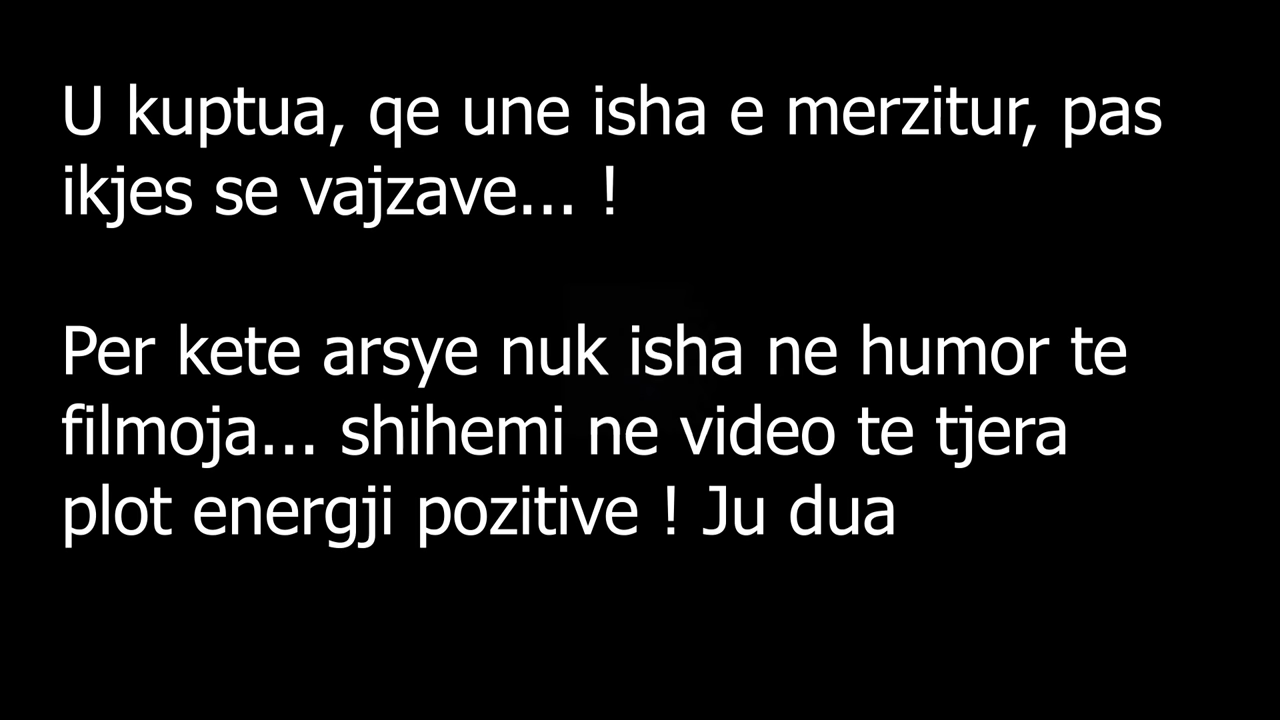 U kuptua, qe une isha e merzitur, pas
ikjes se vajzave... !
Per kete arsye nuk isha ne humor te
filmoja... shihemi ne video te tjera
plot energji pozitive ! Ju dua